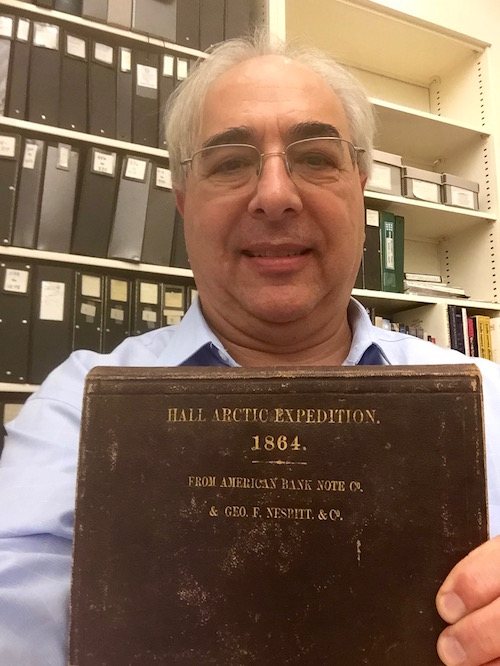 HALL ARCTIC EXPEDITION.
1864.
FROM AMERICAN BANK NOTE Cº.
& GEO. F. NESBITT. & Cº.